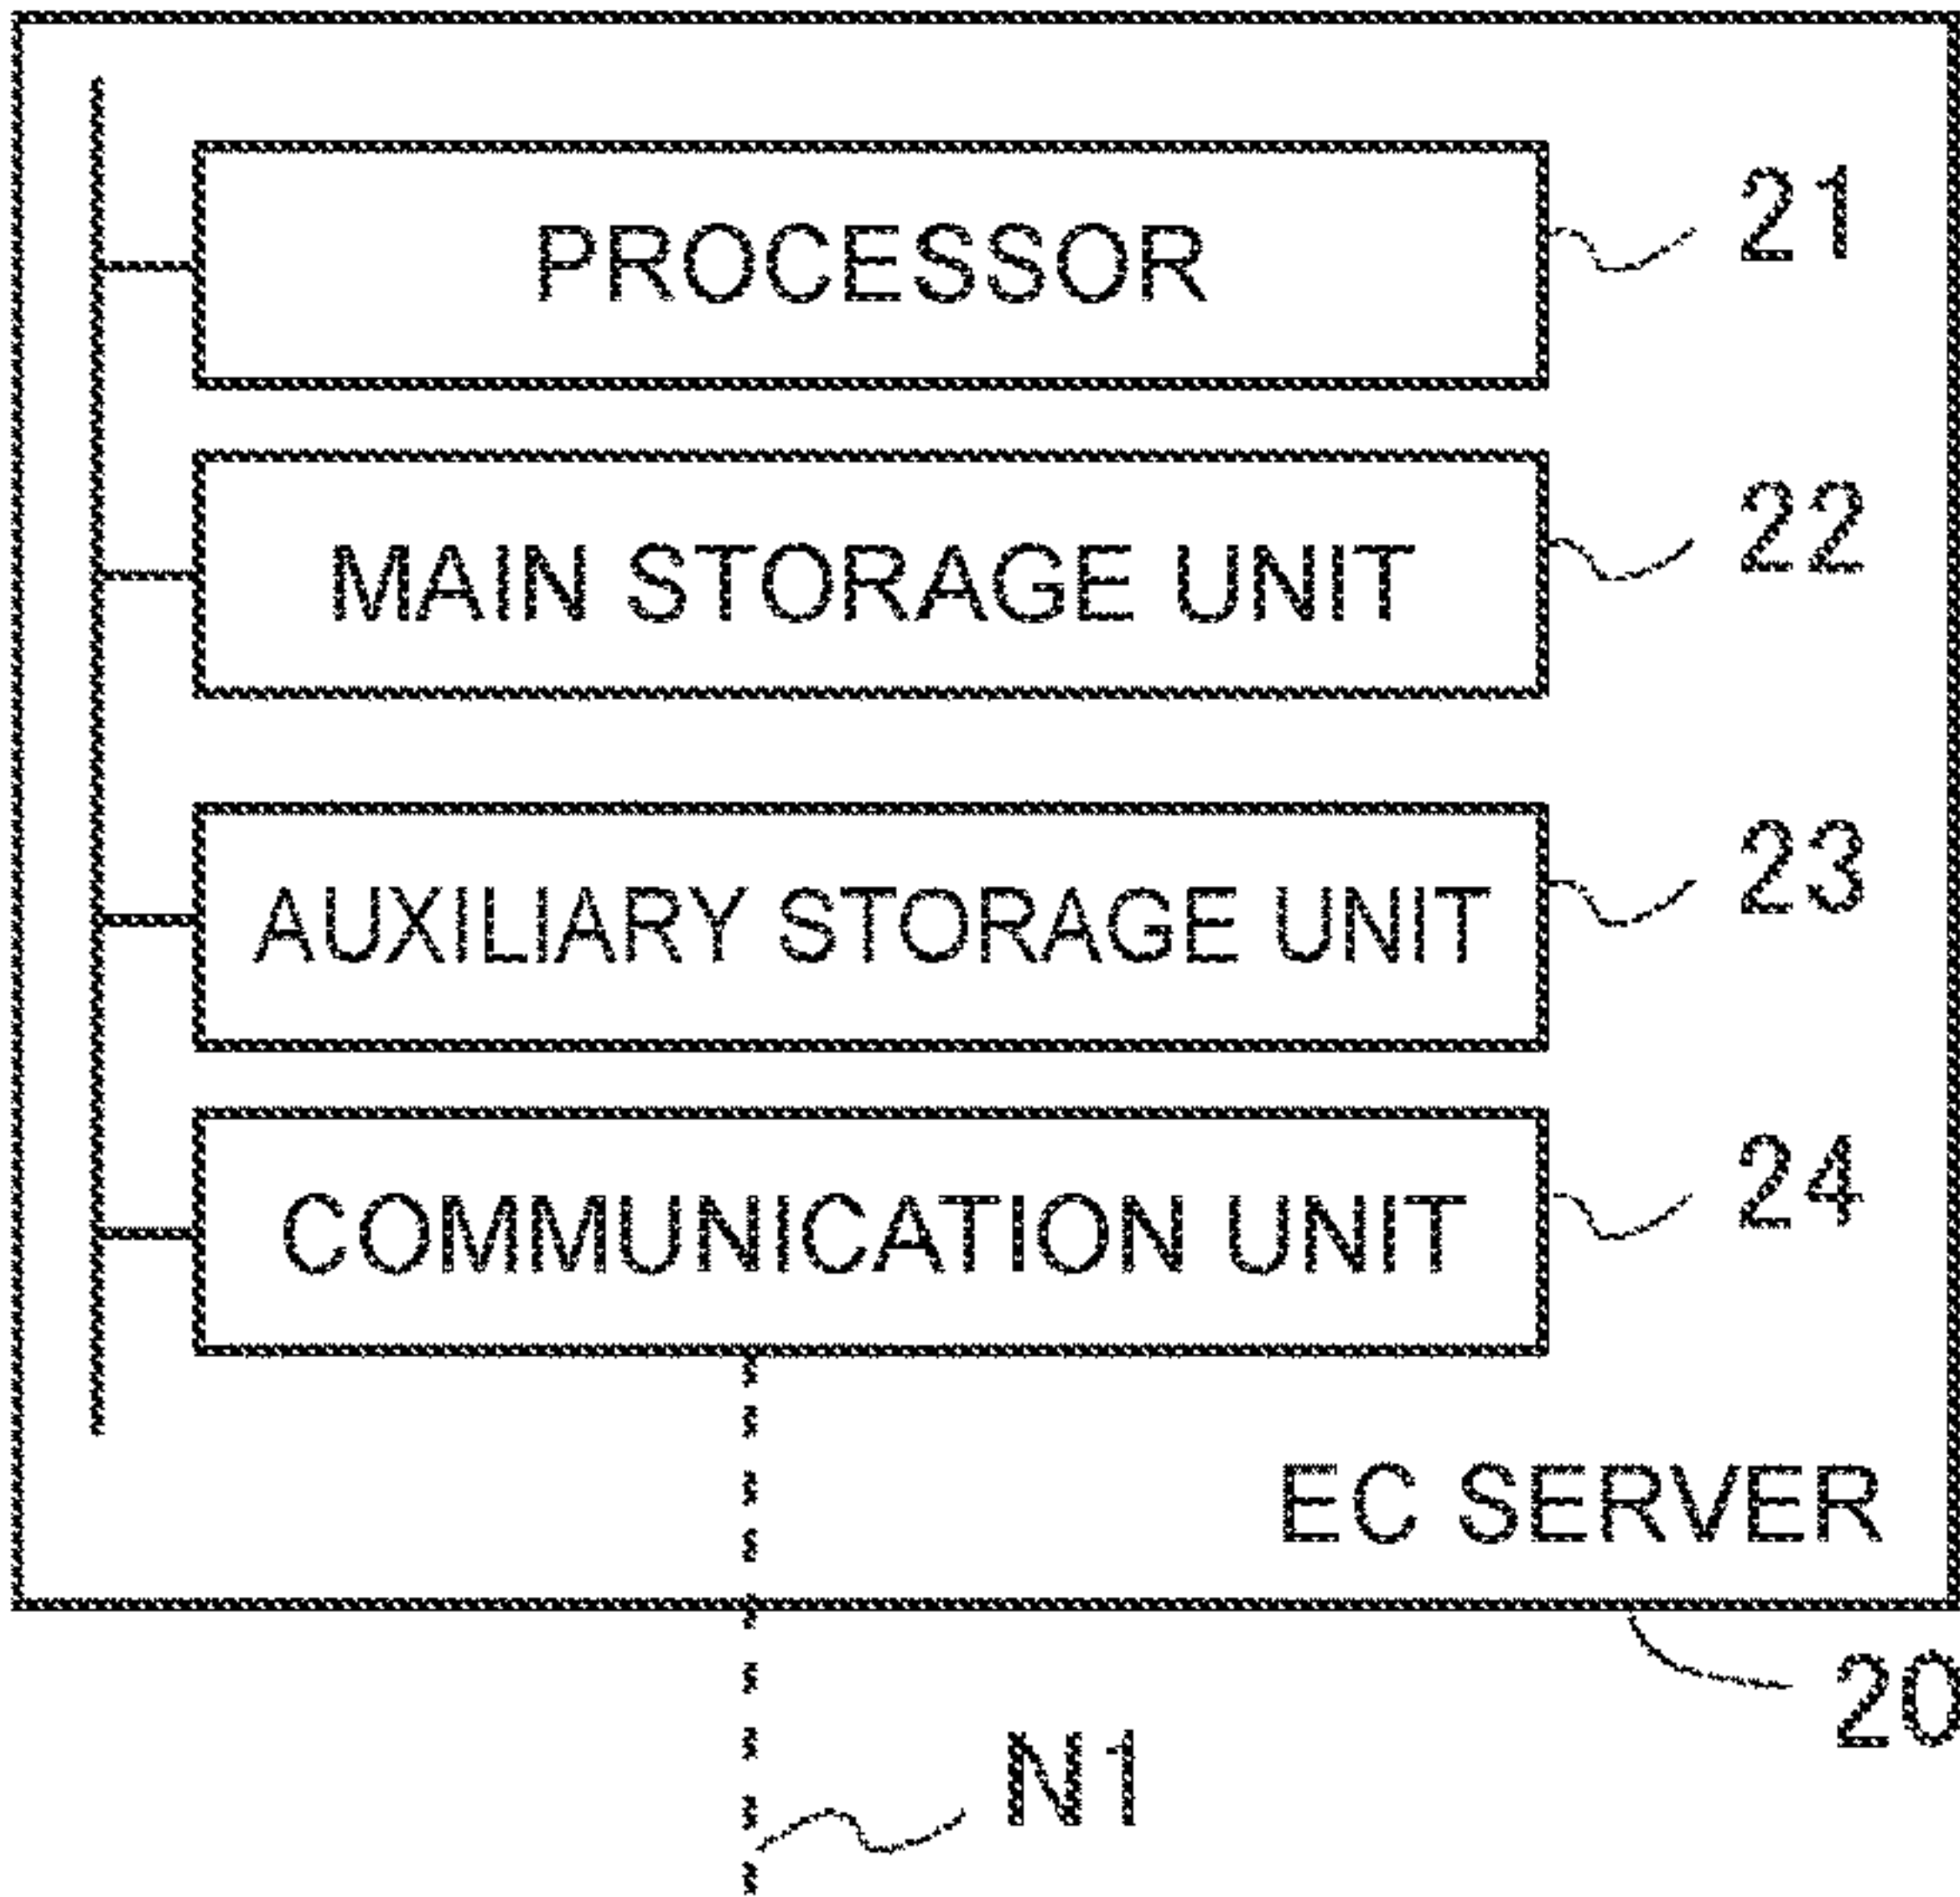 PROCESSOR 21
MAIN STORAGE UNIT 22
AUXILIARY STORAGE UNIT 23
COMMUNICATION UNIT 24
EC SERVER
20
N1